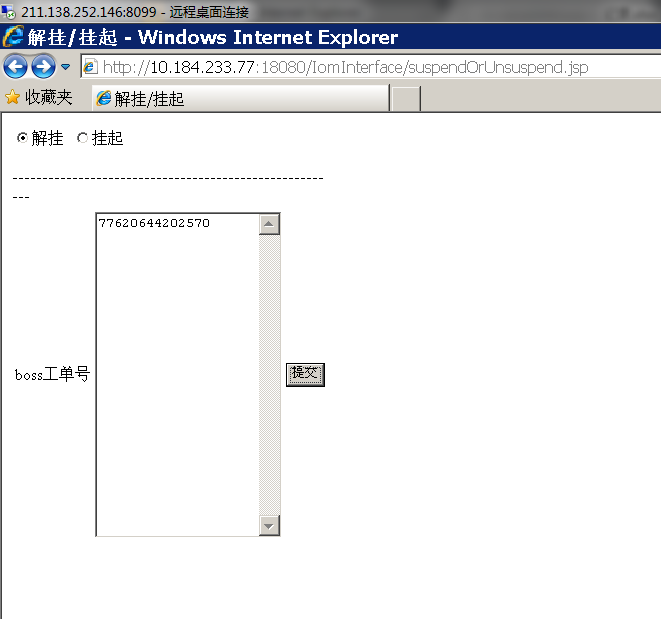 211.138.252.146:8099 - 远程桌面连接
解挂/挂起 - Windows Internet Explorer
http://10.184.233.77:18080/IomInterface/suspendOrUnsuspend.jsp
收藏夹 解挂/挂起
解挂 挂起
----------------------------------------------------
---
77620644202570
boss工单号 提交